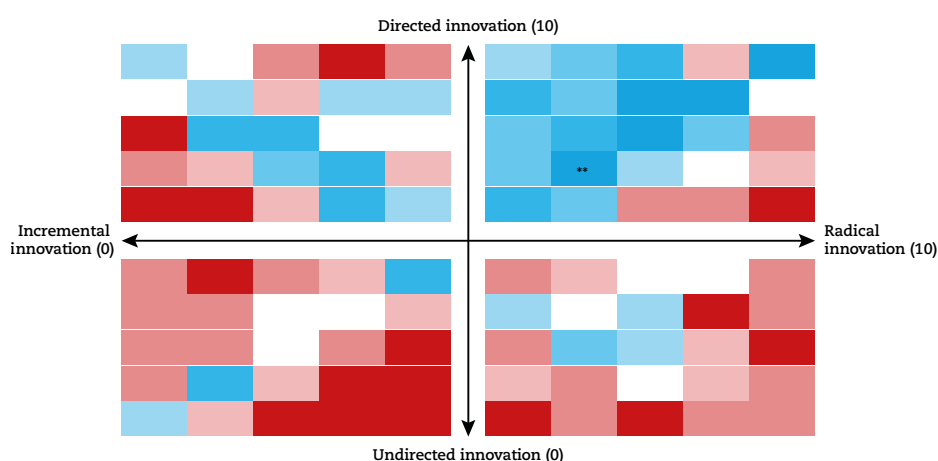 Directed innovation (10)
**
Incremental
innovation (0)
Radical
innovation (10)
Undirected innovation (0)